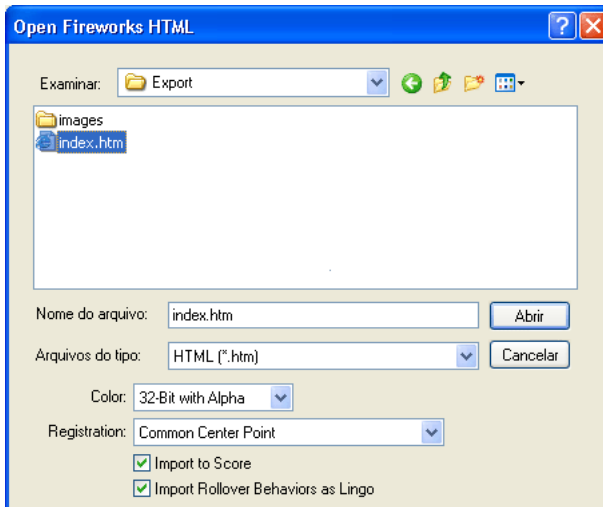 Open Fireworks HTML
Examinar: Export
images
index.htm
Nome do arquivo: index.htm Abrir
Arquivos do tipo: HTML (*.htm) Cancelar
Color: 32-Bit with Alpha
Registration: Common Center Point
Import to Score
Import Rollover Behaviors as Lingo